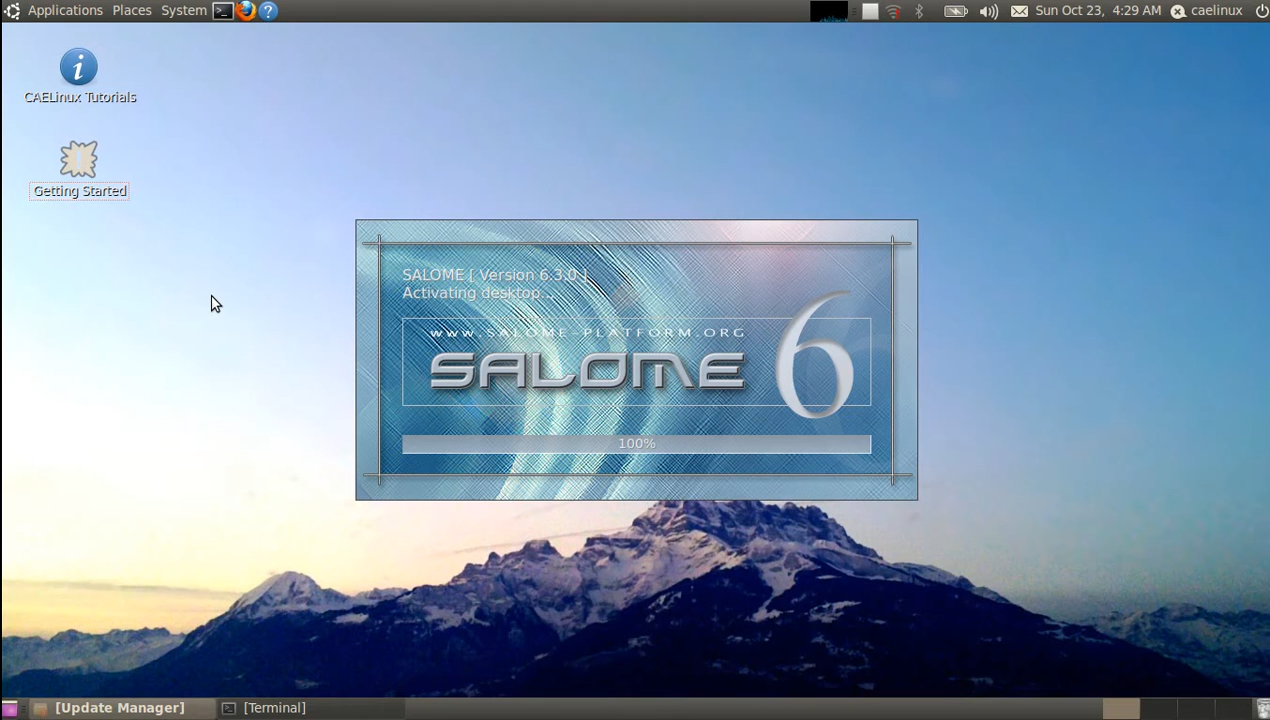 Applications Places System
Sun Oct 23, 4:29 AM
caelinux
CAELinux Tutorials
Getting Started
SALOME [ Version 6.3.0 ]
Activating desktop...
WWW.SALOME-PLATFORM.ORG
SALOME 6
100%
[Update Manager]
[Terminal]